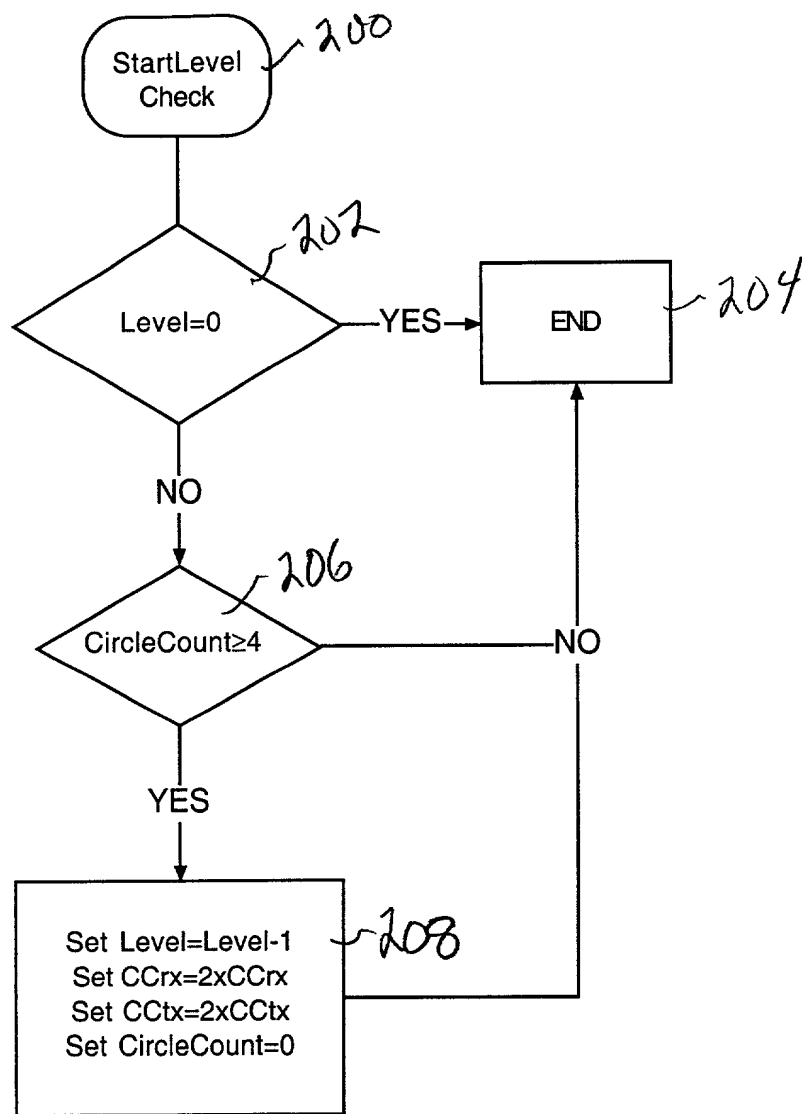 StartLevel
Check
200
Level=0
202
YES
END
204
NO
CircleCount≥4
206
NO
YES
Set Level=Level-1
Set CCrx=2xCCrx
Set CCtx=2xCCtx
Set CircleCount=0
208